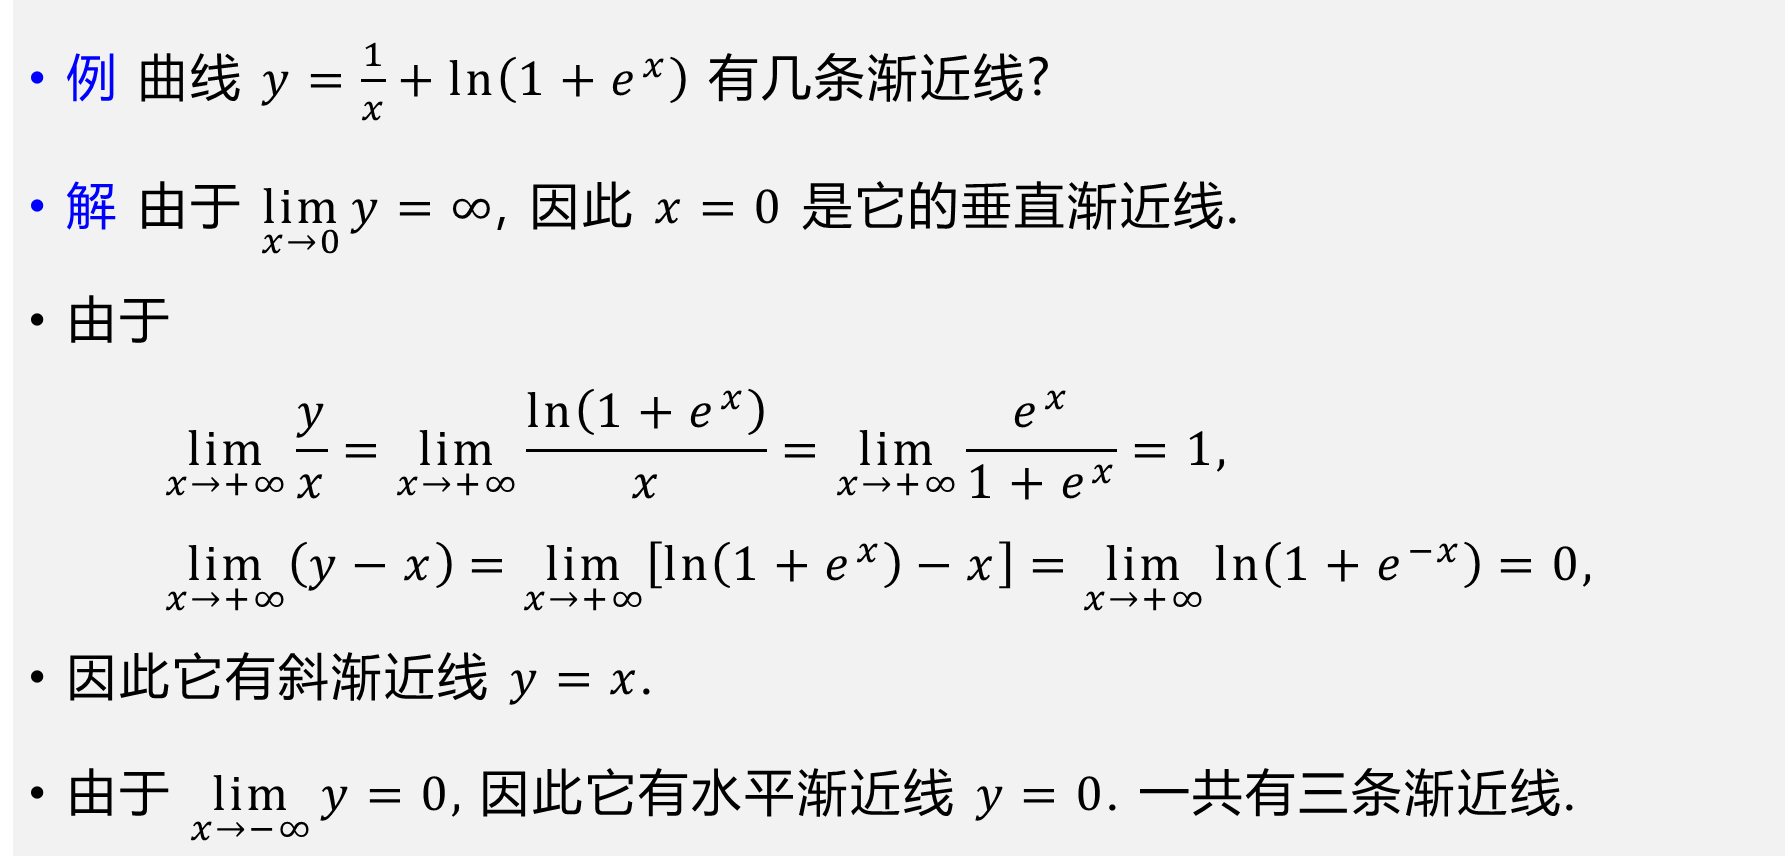 • 例 曲线 y = 1/x + ln(1 + e^x) 有几条渐近线?
• 解 由于 lim_{x→0} y = ∞, 因此 x = 0 是它的垂直渐近线.
• 由于
lim_{x→+∞} y/x = lim_{x→+∞} ln(1 + e^x)/x = lim_{x→+∞} e^x/(1 + e^x) = 1,
lim_{x→+∞} (y − x) = lim_{x→+∞} [ln(1 + e^x) − x] = lim_{x→+∞} ln(1 + e^{−x}) = 0,
• 因此它有斜渐近线 y = x.
• 由于 lim_{x→−∞} y = 0, 因此它有水平渐近线 y = 0. 一共有三条渐近线.